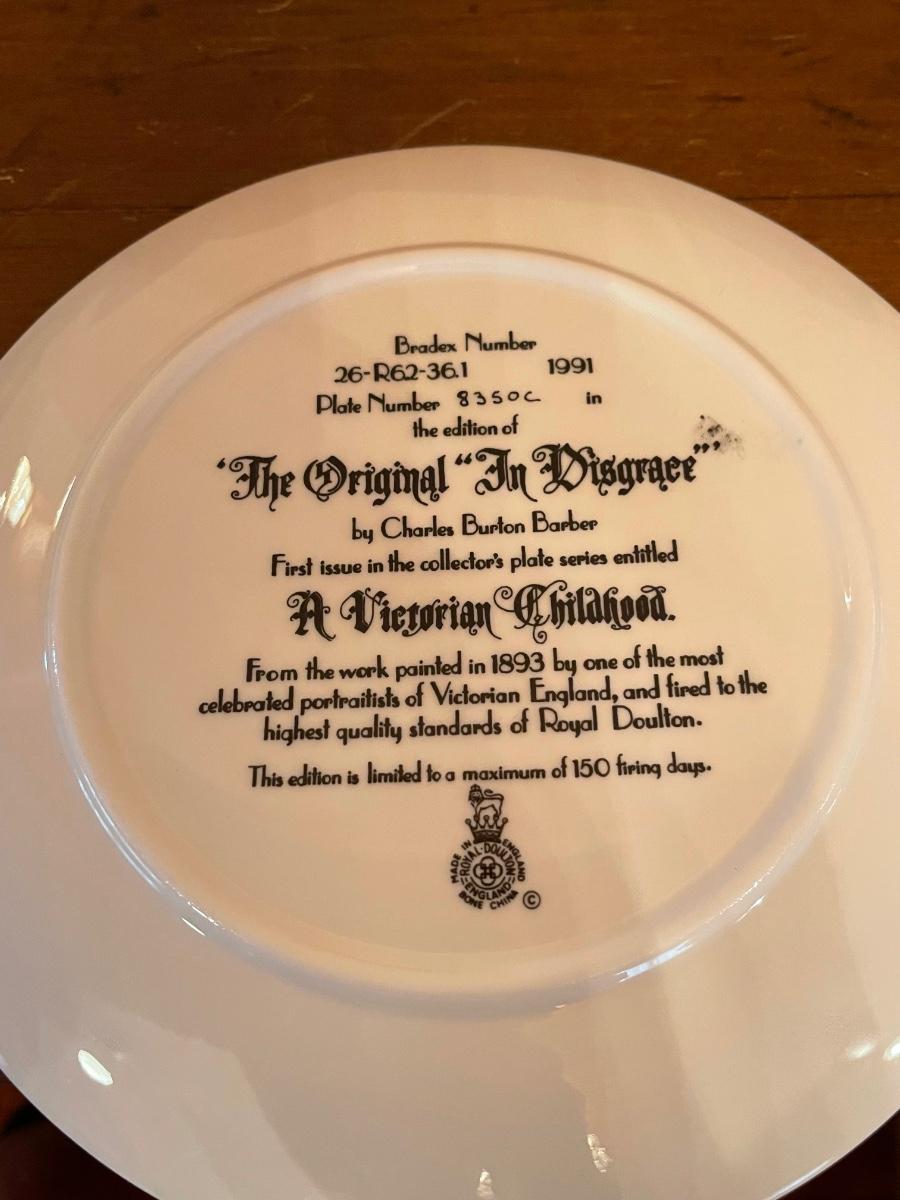 Bradex Number
26-R62-36.1 1991
Plate Number 8350C in
the edition of
'The Original "In Disgrace"'
by Charles Burton Barber
First issue in the collector's plate series entitled
A Victorian Childhood.
From the work painted in 1893 by one of the most
celebrated portraitists of Victorian England, and fired to the
highest quality standards of Royal Doulton.
This edition is limited to a maximum of 150 firing days.
MADE IN ENGLAND
ROYAL·DOULTON
ENGLAND
BONE CHINA ©